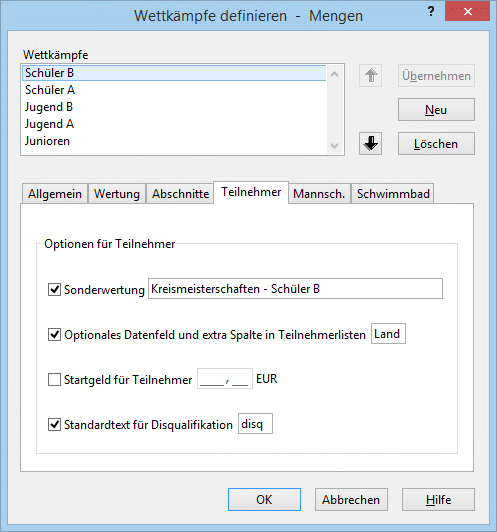 Wettkämpfe definieren - Mengen
?
Wettkämpfe
Schüler B
Schüler A
Jugend B
Jugend A
Junioren
Übernehmen
Neu
Löschen
Allgemein Wertung Abschnitte Teilnehmer Mannsch. Schwimmbad
Optionen für Teilnehmer
Sonderwertung Kreismeisterschaften - Schüler B
Optionales Datenfeld und extra Spalte in Teilnehmerlisten Land
Startgeld für Teilnehmer ___,__ EUR
Standardtext für Disqualifikation disq
OK Abbrechen Hilfe